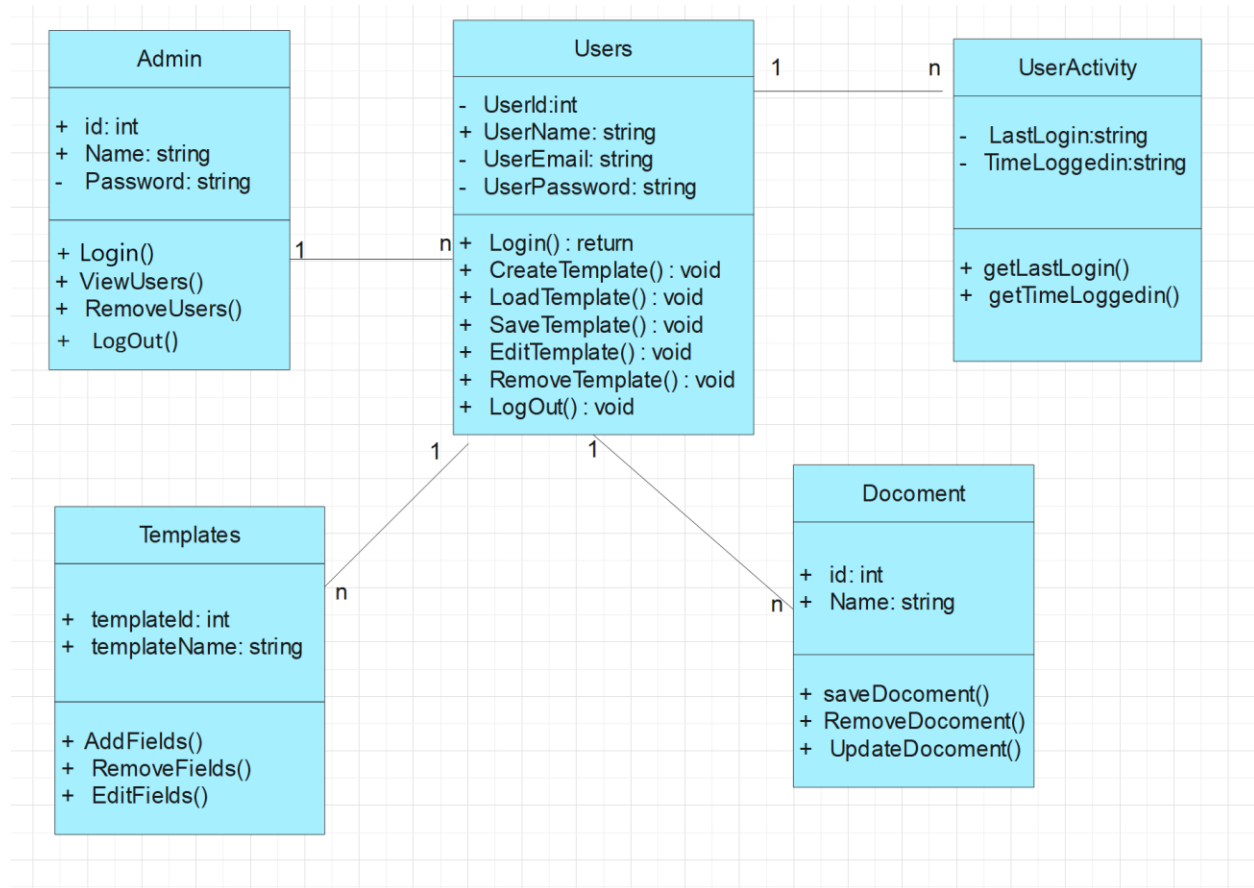 Admin
+ id: int
+ Name: string
- Password: string
+ Login()
+ ViewUsers()
+ RemoveUsers()
+ LogOut()
1
n
Users
- UserId:int
+ UserName: string
- UserEmail: string
- UserPassword: string
+ Login() : return
+ CreateTemplate() : void
+ LoadTemplate() : void
+ SaveTemplate() : void
+ EditTemplate() : void
+ RemoveTemplate() : void
+ LogOut() : void
1
n
UserActivity
- LastLogin:string
- TimeLoggedin:string
+ getLastLogin()
+ getTimeLoggedin()
1
n
Templates
+ templateId: int
+ templateName: string
+ AddFields()
+ RemoveFields()
+ EditFields()
1
n
Docoment
+ id: int
+ Name: string
+ saveDocoment()
+ RemoveDocoment()
+ UpdateDocoment()